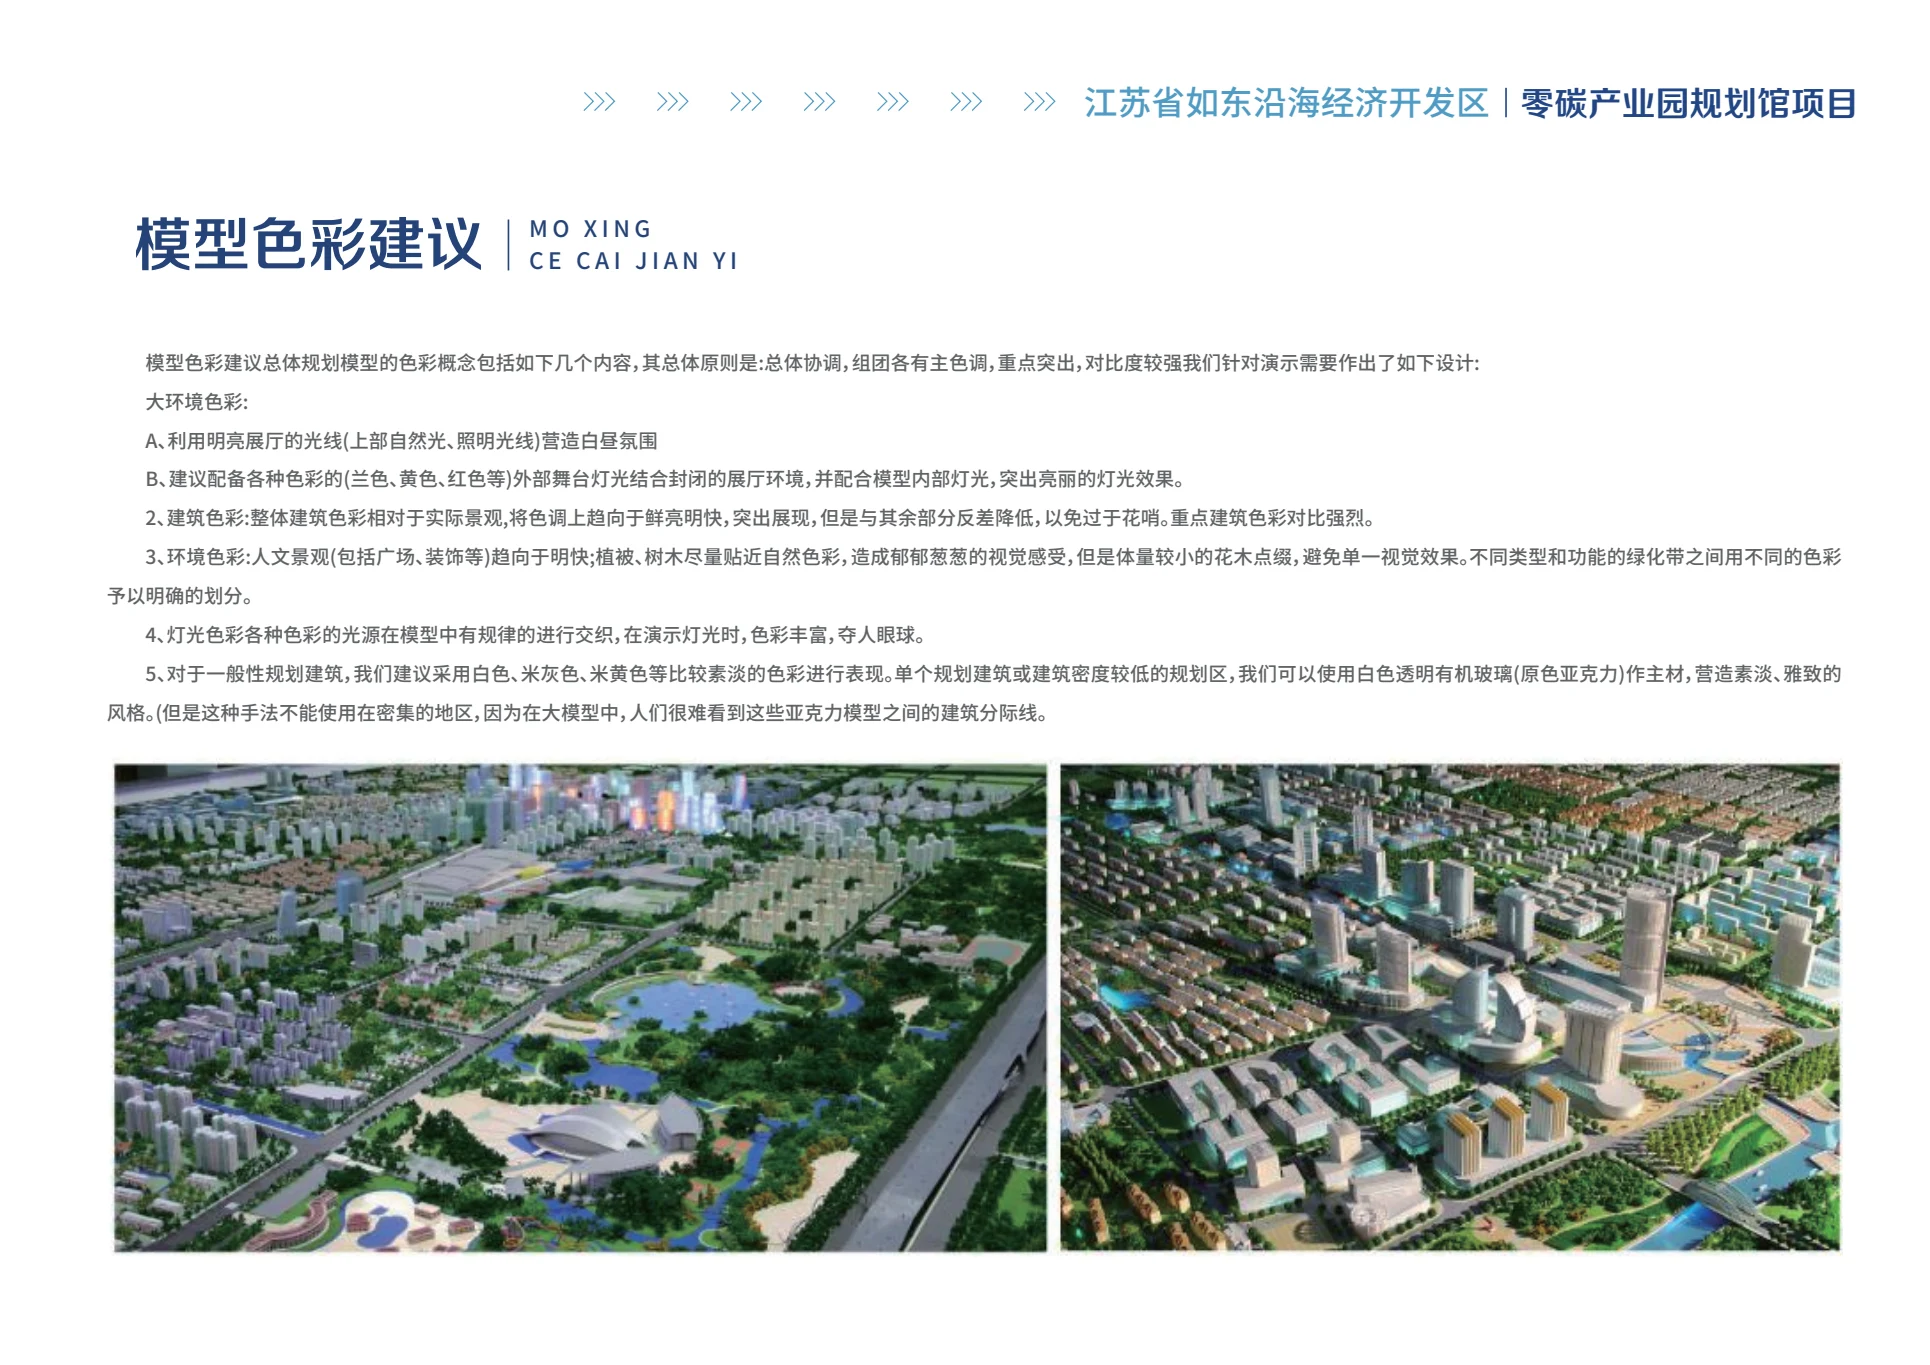 江苏省如东沿海经济开发区|零碳产业园规划馆项目
模型色彩建议
MO XING
CE CAI JIAN YI
模型色彩建议总体规划模型的色彩概念包括如下几个内容,其总体原则是:总体协调,组团各有主色调,重点突出,对比度较强我们针对演示需要作出了如下设计:
大环境色彩:
A、利用明亮展厅的光线(上部自然光、照明光线)营造白昼氛围
B、建议配备各种色彩的(兰色、黄色、红色等)外部舞台灯光结合封闭的展厅环境,并配合模型内部灯光,突出亮丽的灯光效果。
2、建筑色彩:整体建筑色彩相对于实际景观,将色调上趋向于鲜亮明快,突出展现,但是与其余部分反差降低,以免过于花哨。重点建筑色彩对比强烈。
3、环境色彩:人文景观(包括广场、装饰等)趋向于明快;植被、树木尽量贴近自然色彩,造成郁郁葱葱的视觉感受,但是体量较小的花木点缀,避免单一视觉效果。不同类型和功能的绿化带之间用不同的色彩
予以明确的划分。
4、灯光色彩各种色彩的光源在模型中有规律的进行交织,在演示灯光时,色彩丰富,夺人眼球。
5、对于一般性规划建筑,我们建议采用白色、米灰色、米黄色等比较素淡的色彩进行表现。单个规划建筑或建筑密度较低的规划区,我们可以使用白色透明有机玻璃(原色亚克力)作主材,营造素淡、雅致的
风格。(但是这种手法不能使用在密集的地区,因为在大模型中,人们很难看到这些亚克力模型之间的建筑分际线。